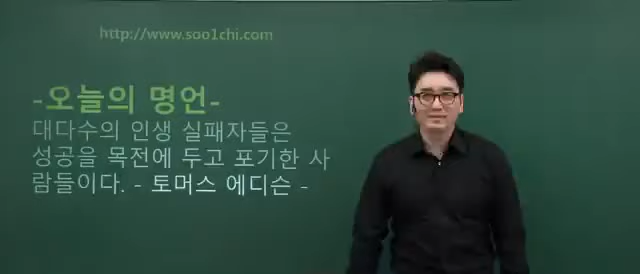 http://www.soo1chi.com
-오늘의 명언-
대다수의 인생 실패자들은
성공을 목전에 두고 포기한 사
람들이다. - 토머스 에디슨 -